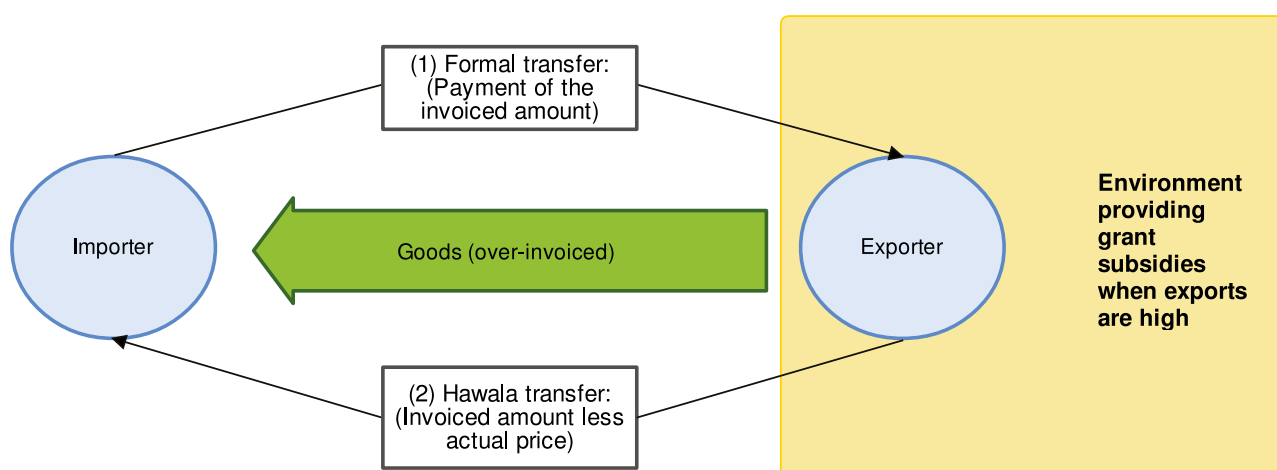 (1) Formal transfer:
(Payment of the
invoiced amount)
Importer
Goods (over-invoiced)
Exporter
Environment
providing
grant
subsidies
when exports
are high
(2) Hawala transfer:
(Invoiced amount less
actual price)